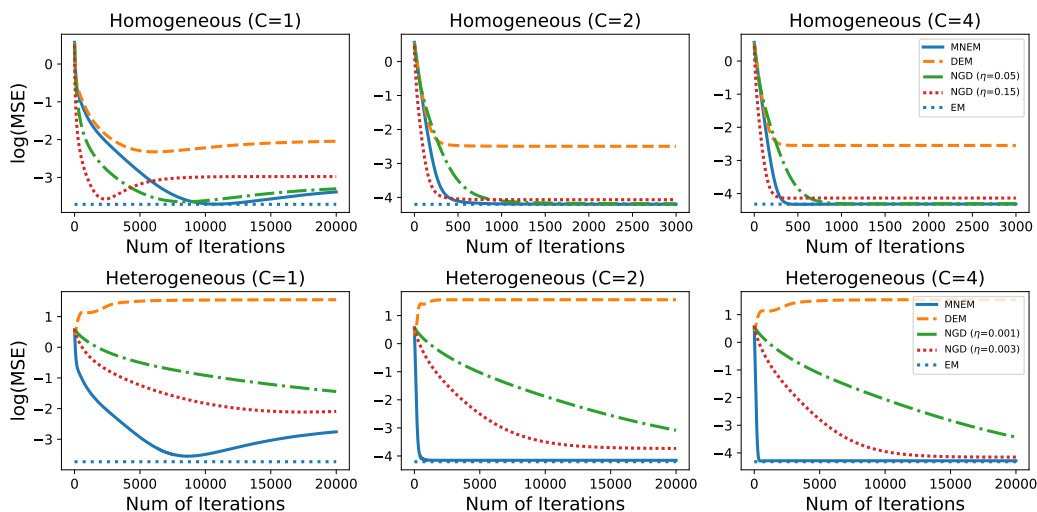 Homogeneous (C=1)
0
−1
−2
−3
log(MSE)
0
5000
10000
15000
20000
Num of Iterations
Homogeneous (C=2)
0
−1
−2
−3
−4
0
500
1000
1500
2000
2500
3000
Num of Iterations
Homogeneous (C=4)
0
−1
−2
−3
−4
0
500
1000
1500
2000
2500
3000
Num of Iterations
MNEM
DEM
NGD (η=0.05)
NGD (η=0.15)
EM
Heterogeneous (C=1)
1
0
−1
−2
−3
log(MSE)
0
5000
10000
15000
20000
Num of Iterations
Heterogeneous (C=2)
1
0
−1
−2
−3
−4
0
5000
10000
15000
20000
Num of Iterations
Heterogeneous (C=4)
1
0
−1
−2
−3
−4
0
5000
10000
15000
20000
Num of Iterations
MNEM
DEM
NGD (η=0.001)
NGD (η=0.003)
EM